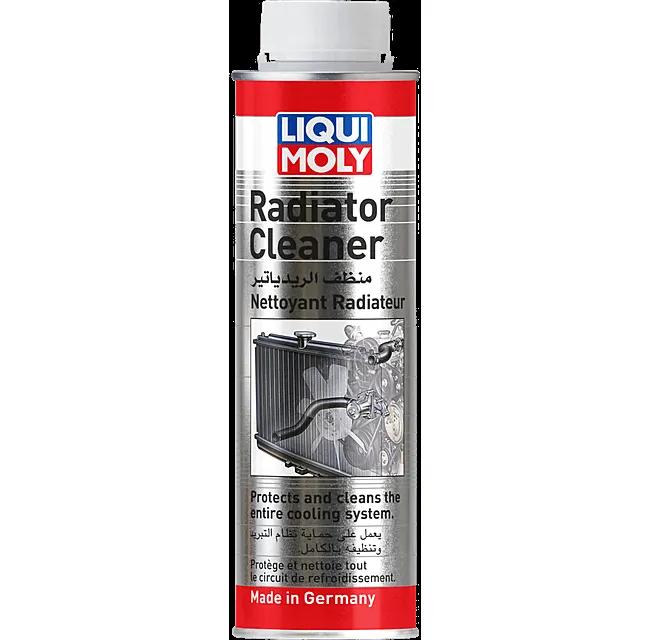 LIQUI
MOLY
Radiator
Cleaner
منظف الريدياتير
Nettoyant Radiateur
Protects and cleans the
entire cooling system.
يعمل على حماية نظام التبريد
وتنظيفه بالكامل.
Protège et nettoie tout
le circuit de refroidissement.
Made in Germany